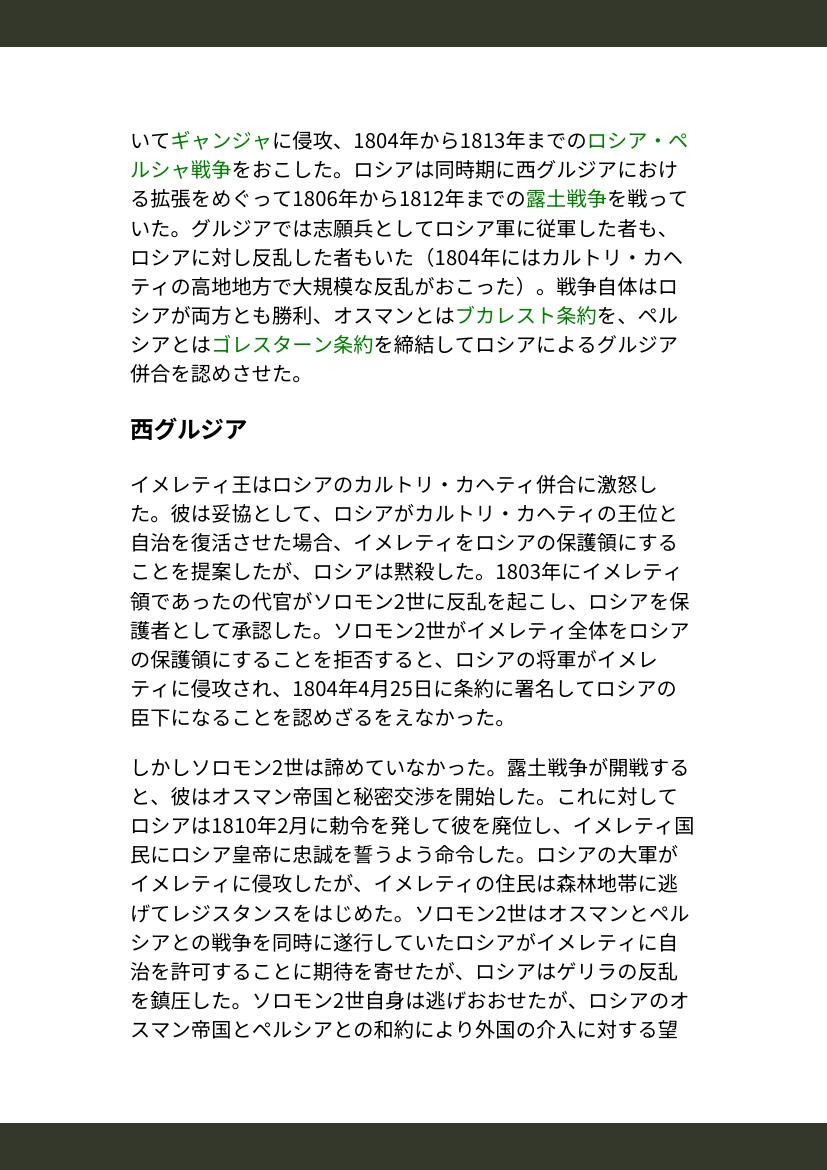 いてギャンジャに侵攻、1804年から1813年までのロシア・ペ
ルシャ戦争をおこした。ロシアは同時期に西グルジアにおけ
る拡張をめぐって1806年から1812年までの露土戦争を戦って
いた。グルジアでは志願兵としてロシア軍に従軍した者も、
ロシアに対し反乱した者もいた（1804年にはカルトリ・カヘ
ティの高地地方で大規模な反乱がおこった）。戦争自体はロ
シアが両方とも勝利、オスマンとはブカレスト条約を、ペル
シアとはゴレスターン条約を締結してロシアによるグルジア
併合を認めさせた。
西グルジア
イメレティ王はロシアのカルトリ・カヘティ併合に激怒し
た。彼は妥協として、ロシアがカルトリ・カヘティの王位と
自治を復活させた場合、イメレティをロシアの保護領にする
ことを提案したが、ロシアは黙殺した。1803年にイメレティ
領であったの代官がソロモン2世に反乱を起こし、ロシアを保
護者として承認した。ソロモン2世がイメレティ全体をロシア
の保護領にすることを拒否すると、ロシアの将軍がイメレ
ティに侵攻され、1804年4月25日に条約に署名してロシアの
臣下になることを認めざるをえなかった。
しかしソロモン2世は諦めていなかった。露土戦争が開戦する
と、彼はオスマン帝国と秘密交渉を開始した。これに対して
ロシアは1810年2月に勅令を発して彼を廃位し、イメレティ国
民にロシア皇帝に忠誠を誓うよう命令した。ロシアの大軍が
イメレティに侵攻したが、イメレティの住民は森林地帯に逃
げてレジスタンスをはじめた。ソロモン2世はオスマンとペル
シアとの戦争を同時に遂行していたロシアがイメレティに自
治を許可することに期待を寄せたが、ロシアはゲリラの反乱
を鎮圧した。ソロモン2世自身は逃げおおせたが、ロシアのオ
スマン帝国とペルシアとの和約により外国の介入に対する望